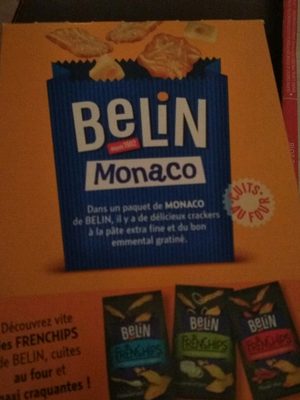 BeLiN
depuis 1902
Monaco
Dans un paquet de MONACO
de BELIN, il y a de délicieux crackers
à la pâte extra fine et du bon
emmental gratiné.
CUITS
AU FOUR
Découvrez vite
les FRENCHIPS
de BELIN, cuites
au four et
maxi craquantes !
BeLiN
FRENCHIPS
BeLiN
FRENCHIPS
BeLiN
FRENCHIPS